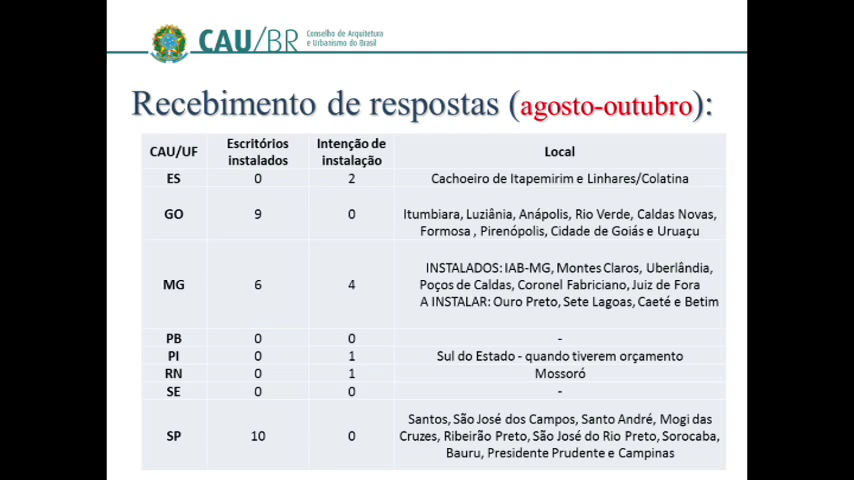 CAU/BR Conselho de Arquitetura
e Urbanismo do Brasil
Recebimento de respostas (agosto-outubro):
CAU/UF Escritórios instalados Intenção de instalação Local
ES 0 2 Cachoeiro de Itapemirim e Linhares/Colatina
GO 9 0 Itumbiara, Luziânia, Anápolis, Rio Verde, Caldas Novas,
Formosa , Pirenópolis, Cidade de Goiás e Uruaçu
MG 6 4 INSTALADOS: IAB-MG, Montes Claros, Uberlândia,
Poços de Caldas, Coronel Fabriciano, Juiz de Fora
A INSTALAR: Ouro Preto, Sete Lagoas, Caeté e Betim
PB 0 0 -
PI 0 1 Sul do Estado - quando tiverem orçamento
RN 0 1 Mossoró
SE 0 0 -
SP 10 0 Santos, São José dos Campos, Santo André, Mogi das
Cruzes, Ribeirão Preto, São José do Rio Preto, Sorocaba,
Bauru, Presidente Prudente e Campinas